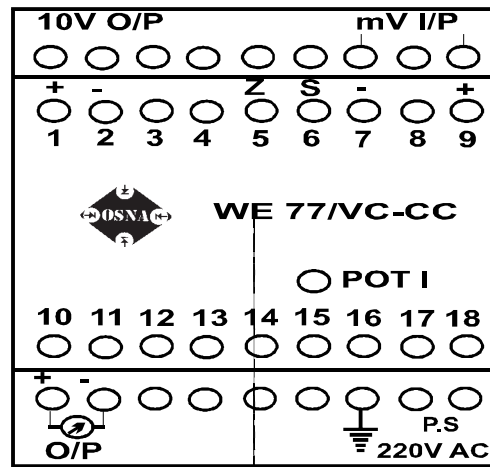 10V O/P mV I/P
+ - Z S - +
1 2 3 4 5 6 7 8 9
OSNA WE 77/VC-CC
POT I
10 11 12 13 14 15 16 17 18
+ -
P.S
O/P 220V AC